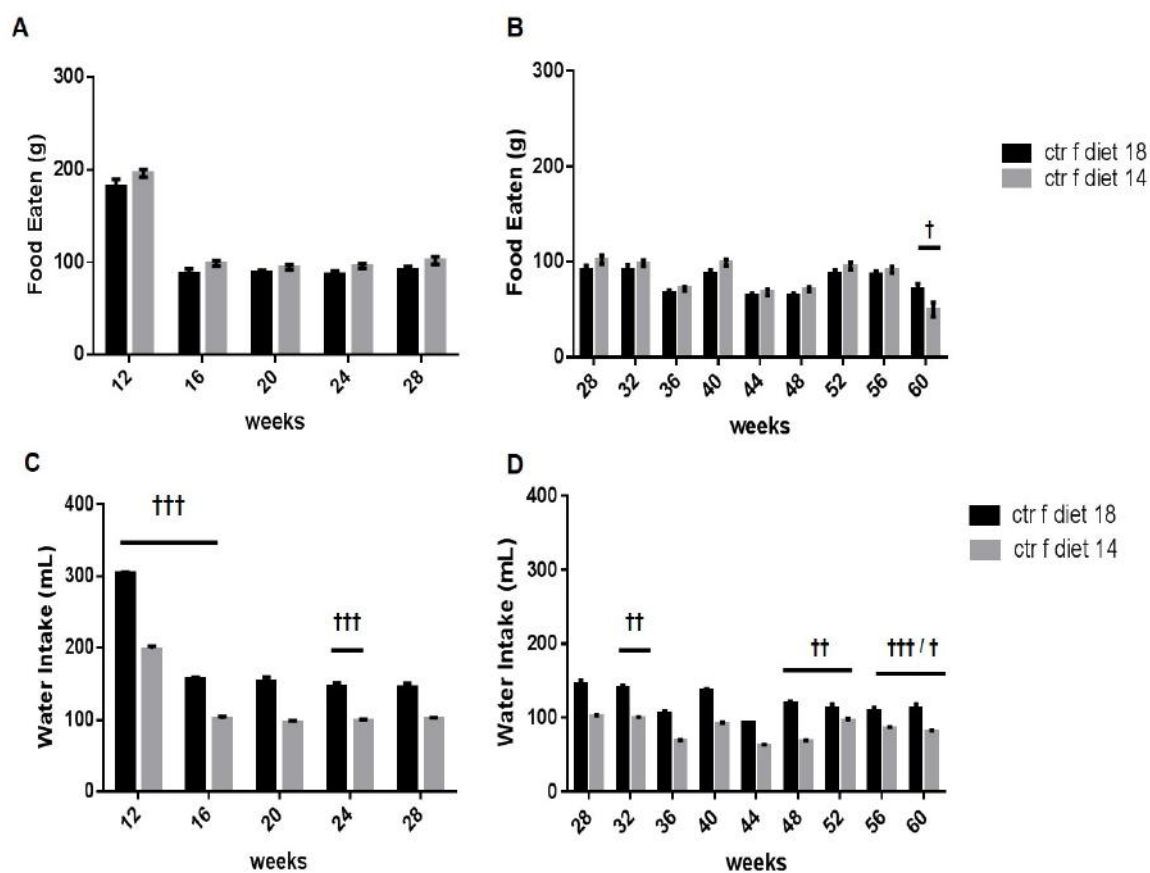 A
Food Eaten (g)
300
200
100
0
12 16 20 24 28
weeks
B
Food Eaten (g)
300
200
100
0
†
28 32 36 40 44 48 52 56 60
weeks
ctr f diet 18
ctr f diet 14
C
Water Intake (mL)
400
300
200
100
0
†††
†††
12 16 20 24 28
weeks
D
Water Intake (mL)
400
300
200
100
0
††
††
††† / †
28 32 36 40 44 48 52 56 60
weeks
ctr f diet 18
ctr f diet 14